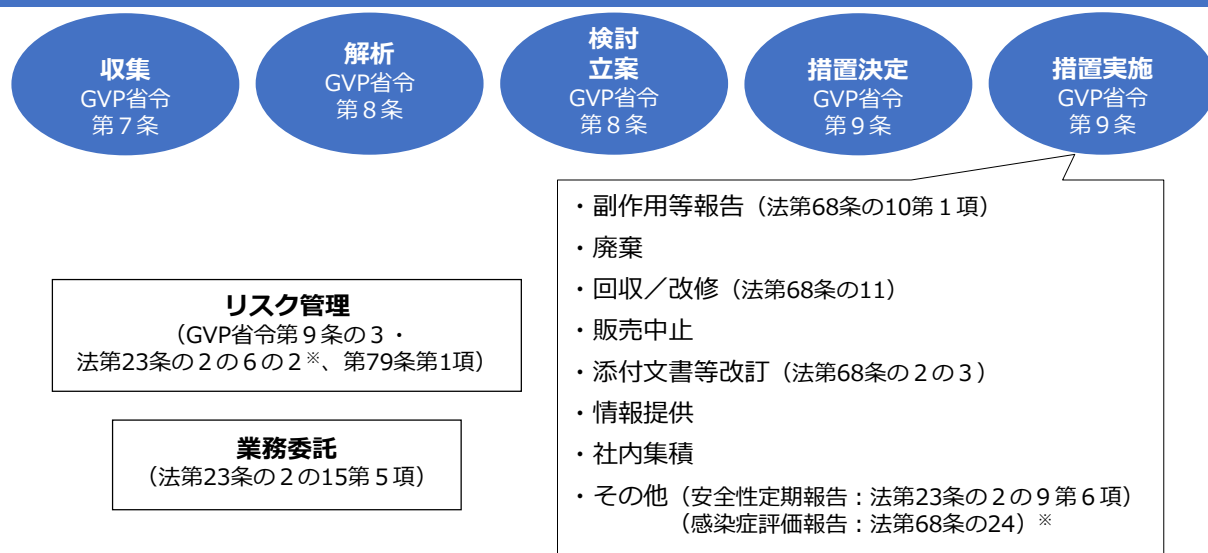 収集
GVP省令
第７条
解析
GVP省令
第８条
検討
立案
GVP省令
第８条
措置決定
GVP省令
第９条
措置実施
GVP省令
第９条
・副作用等報告（法第68条の10第１項）
・廃棄
・回収／改修（法第68条の11）
・販売中止
・添付文書等改訂（法第68条の２の３）
・情報提供
・社内集積
・その他（安全性定期報告：法第23条の２の９第６項）
（感染症評価報告：法第68条の24）※
リスク管理
（GVP省令第９条の３・
法第23条の２の６の２※、第79条第1項）
業務委託
（法第23条の２の15第５項）